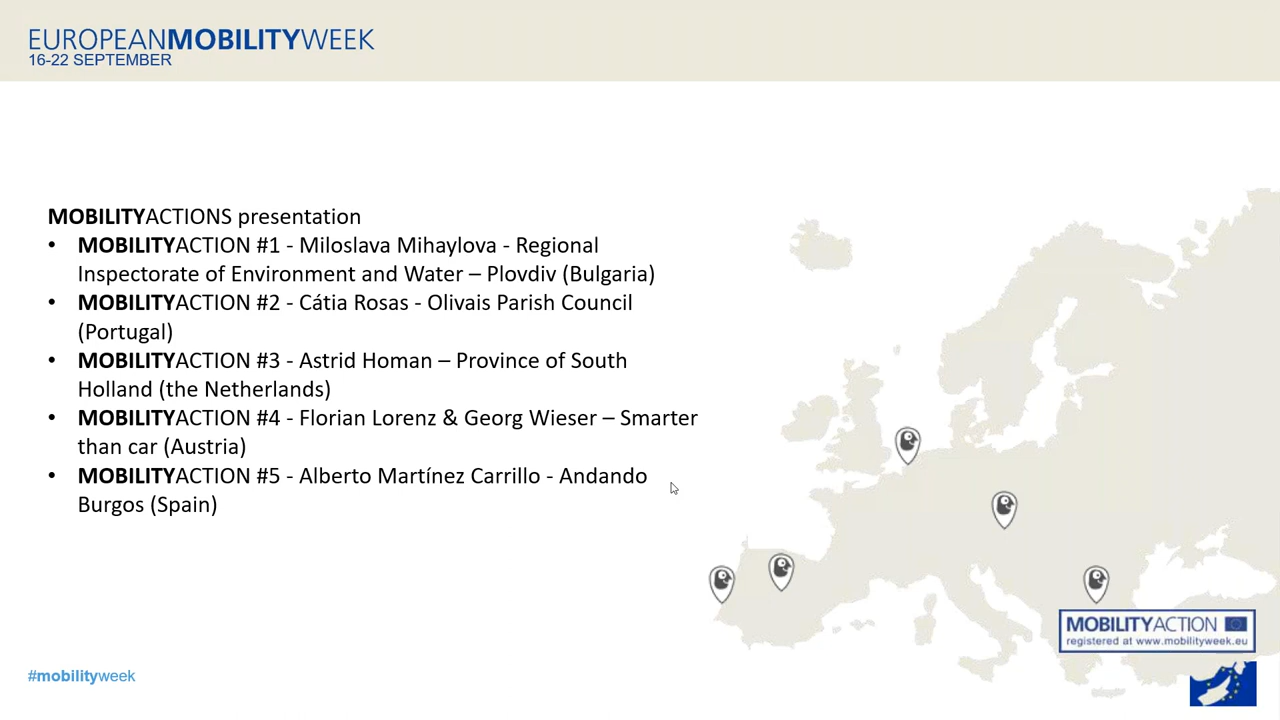 EUROPEANMOBILITYWEEK
16-22 SEPTEMBER
MOBILITYACTIONS presentation
• MOBILITYACTION #1 - Miloslava Mihaylova - Regional
Inspectorate of Environment and Water – Plovdiv (Bulgaria)
• MOBILITYACTION #2 - Cátia Rosas - Olivais Parish Council
(Portugal)
• MOBILITYACTION #3 - Astrid Homan – Province of South
Holland (the Netherlands)
• MOBILITYACTION #4 - Florian Lorenz & Georg Wieser – Smarter
than car (Austria)
• MOBILITYACTION #5 - Alberto Martínez Carrillo - Andando
Burgos (Spain)
MOBILITYACTION
registered at www.mobilityweek.eu
#mobilityweek